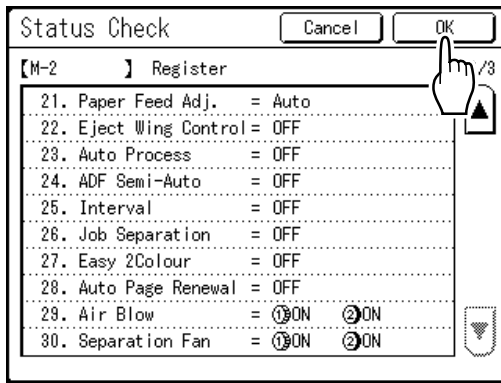 Status Check Cancel OK
【M-2 】 Register /3
21. Paper Feed Adj. = Auto
22. Eject Wing Control= OFF
23. Auto Process = OFF
24. ADF Semi-Auto = OFF
25. Interval = OFF
26. Job Separation = OFF
27. Easy 2Colour = OFF
28. Auto Page Renewal = OFF
29. Air Blow = ①ON ②ON
30. Separation Fan = ①ON ②ON